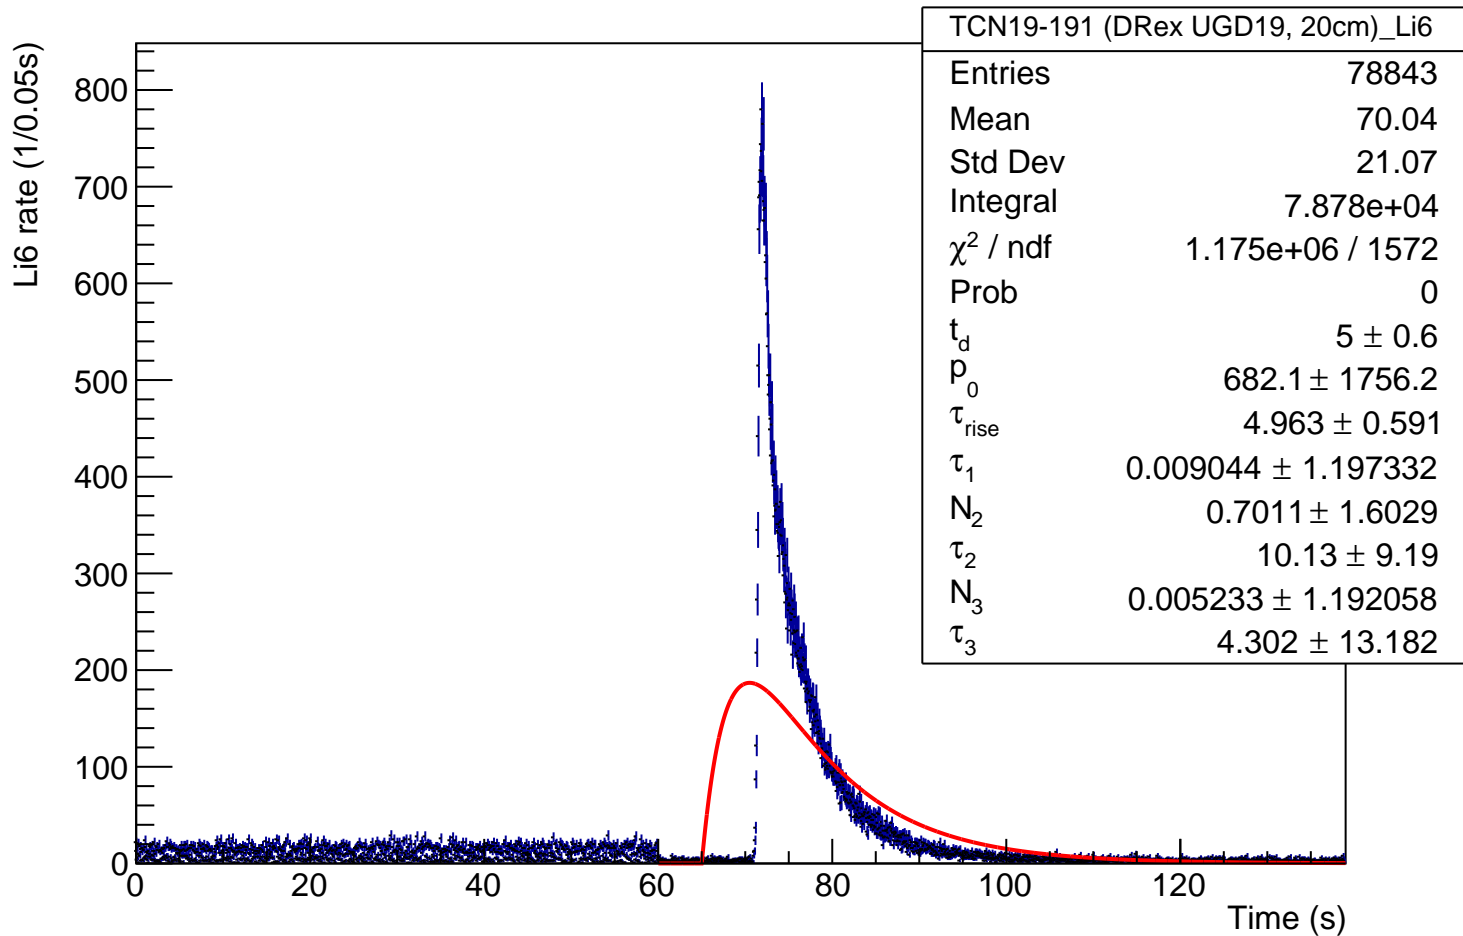 TCN19-191 (DRex UGD19, 20cm)_Li6
Entries 78843
Mean 70.04
Std Dev 21.07
Integral 7.878e+04
χ² / ndf 1.175e+06 / 1572
Prob 0
t_d 5 ± 0.6
p_0 682.1 ± 1756.2
τ_rise 4.963 ± 0.591
τ_1 0.009044 ± 1.197332
N_2 0.7011 ± 1.6029
τ_2 10.13 ± 9.19
N_3 0.005233 ± 1.192058
τ_3 4.302 ± 13.182
Li6 rate (1/0.05s)
800
700
600
500
400
300
200
100
0
0 20 40 60 80 100 120
Time (s)